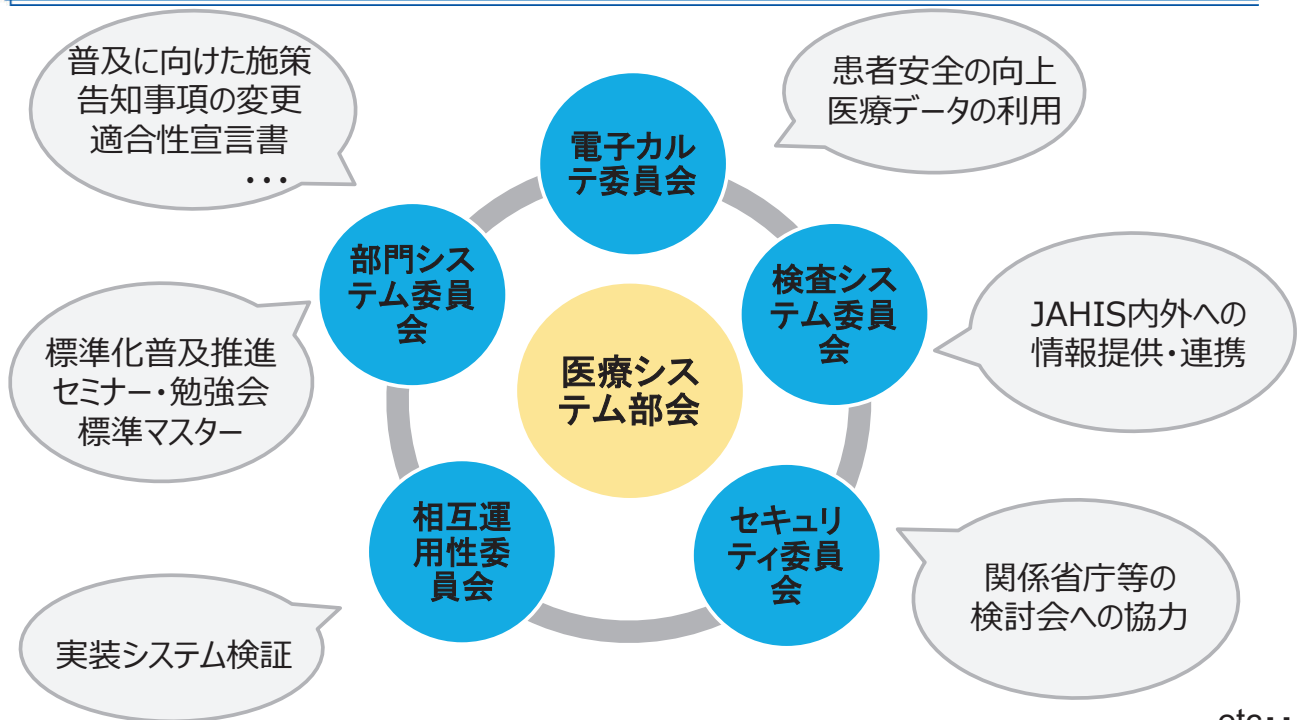 普及に向けた施策
告知事項の変更
適合性宣言書
・・・
患者安全の向上
医療データの利用
電子カル
テ委員会
部門シス
テム委員
会
検査シス
テム委員
会
医療シス
テム部会
標準化普及推進
セミナー・勉強会
標準マスター
JAHIS内外への
情報提供・連携
相互運
用性委
員会
セキュリ
ティ委員
会
実装システム検証
関係省庁等の
検討会への協力
etc・・